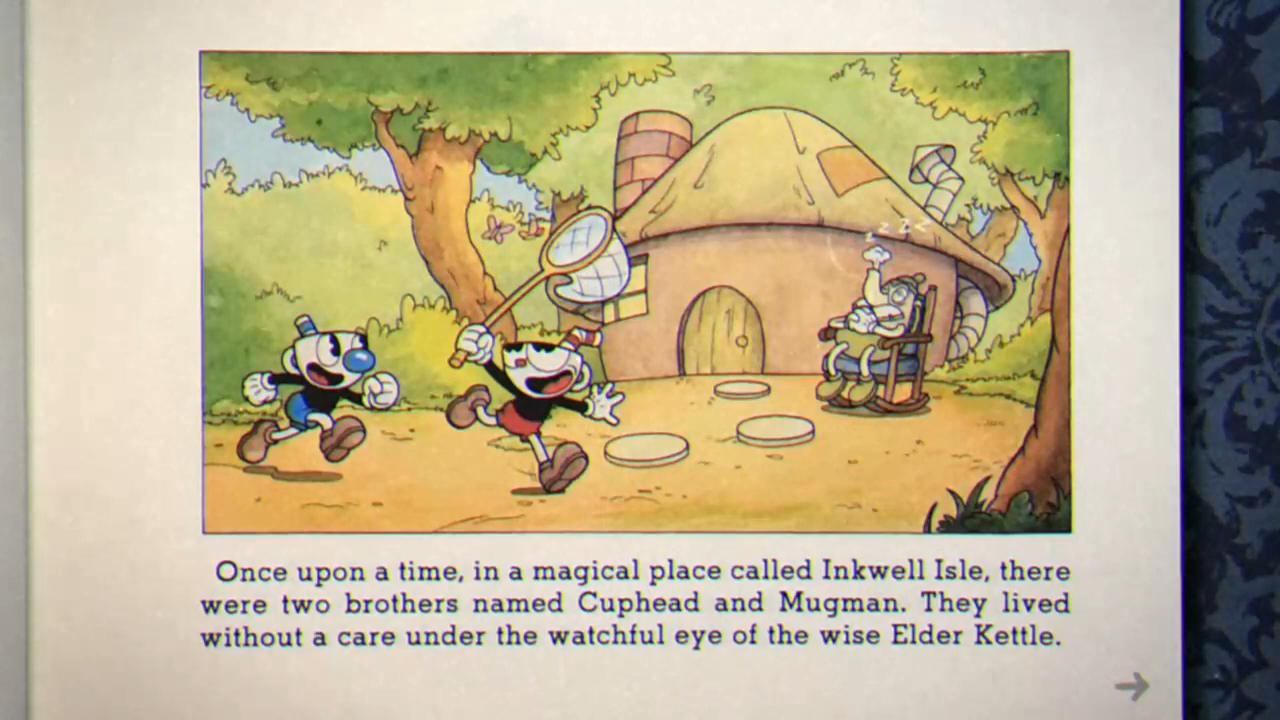 z z Z z
Once upon a time, in a magical place called Inkwell Isle, there
were two brothers named Cuphead and Mugman. They lived
without a care under the watchful eye of the wise Elder Kettle.